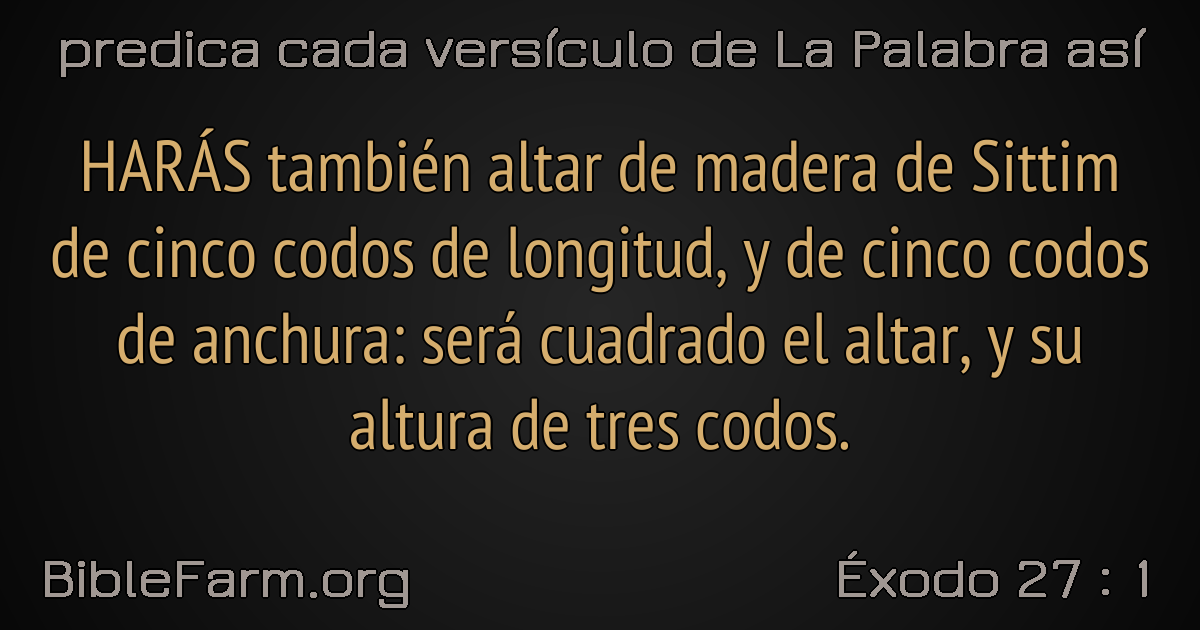 predica cada versículo de La Palabra así
HARÁS también altar de madera de Sittim
de cinco codos de longitud, y de cinco codos
de anchura: será cuadrado el altar, y su
altura de tres codos.
BibleFarm.org
Éxodo 27 : 1